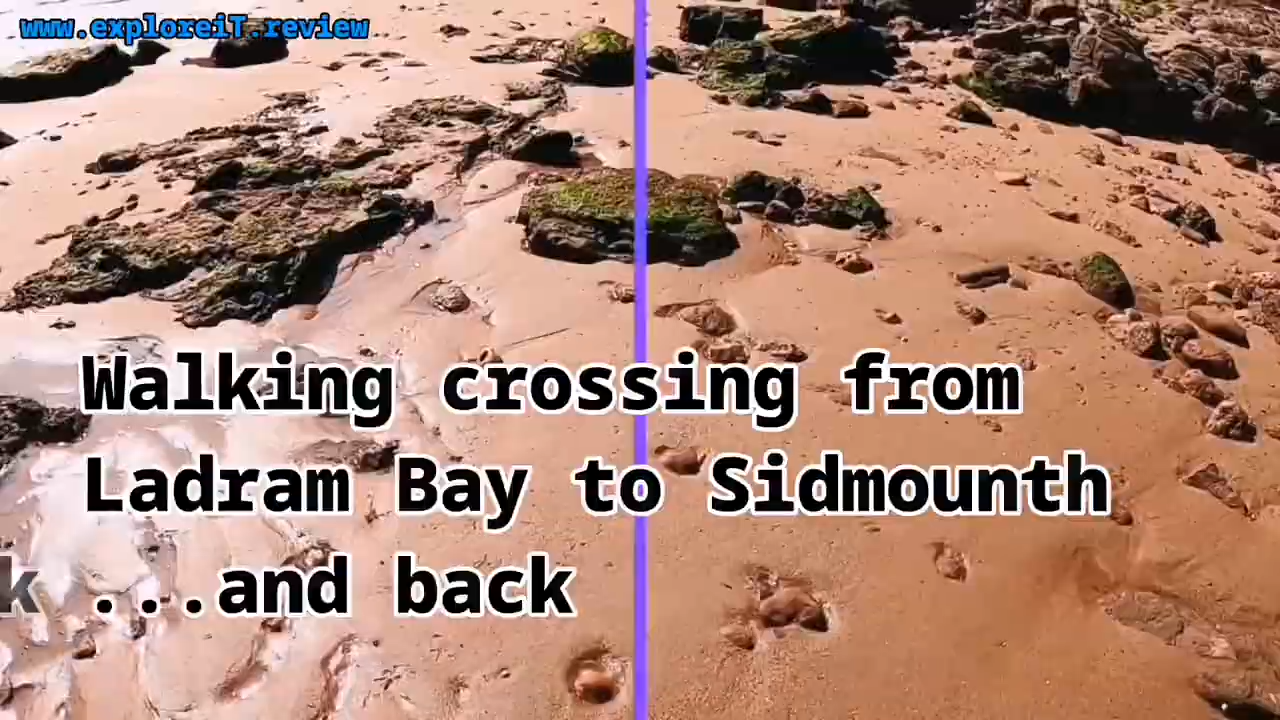 www.exploreiT.review
Walking crossing from
Ladram Bay to Sidmounth
k ...and back